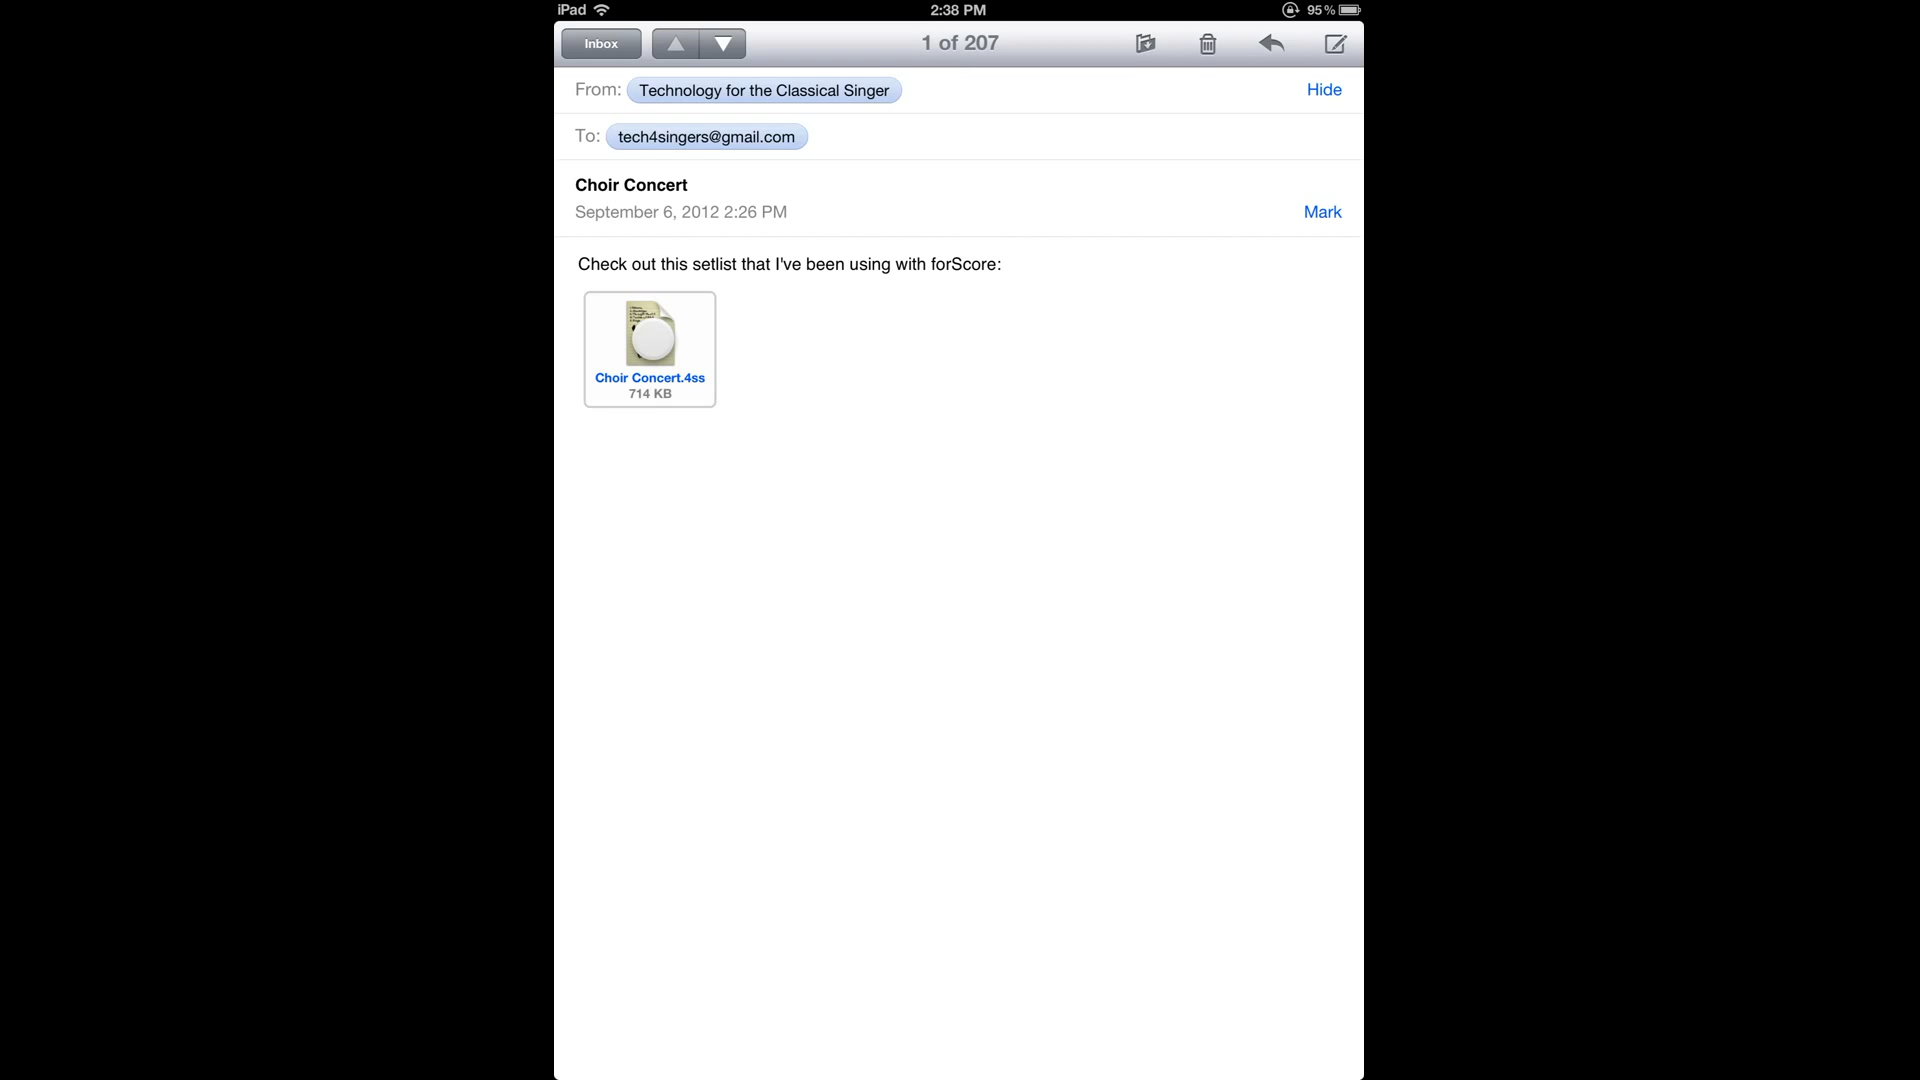 iPad
2:38 PM
95%
Inbox
1 of 207
From: Technology for the Classical Singer
Hide
To: tech4singers@gmail.com
Choir Concert
September 6, 2012 2:26 PM
Mark
Check out this setlist that I've been using with forScore:
Choir Concert.4ss
714 KB